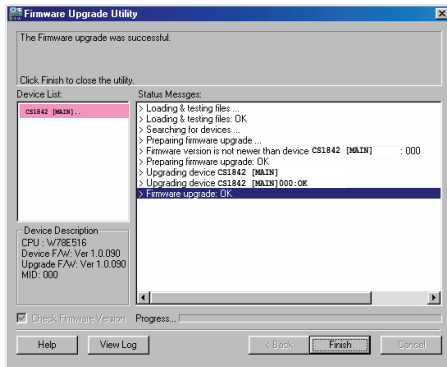 Firmware Upgrade Utility
The Firmware upgrade was successful.
Click Finish to close the utility.
Device List:
CS1842 [MAIN]..
Status Messges:
> Loading & testing files ...
> Loading & testing files: OK
> Searching for devices ...
> Preparing firmware upgrade ...
> Firmware version is not newer than device CS1842 [MAIN] : 000
> Preparing firmware upgrade: OK
> Upgrading device CS1842 [MAIN]
> Upgrading device CS1842 [MAIN]000:OK
> Firmware upgrade: OK
Device Description
CPU : W78E516
Device F/W: Ver 1.0.090
Upgrade F/W: Ver 1.0.090
MID: 000
Check Firmware Version
Progress...
Help
View Log
< Back
Finish
Cancel